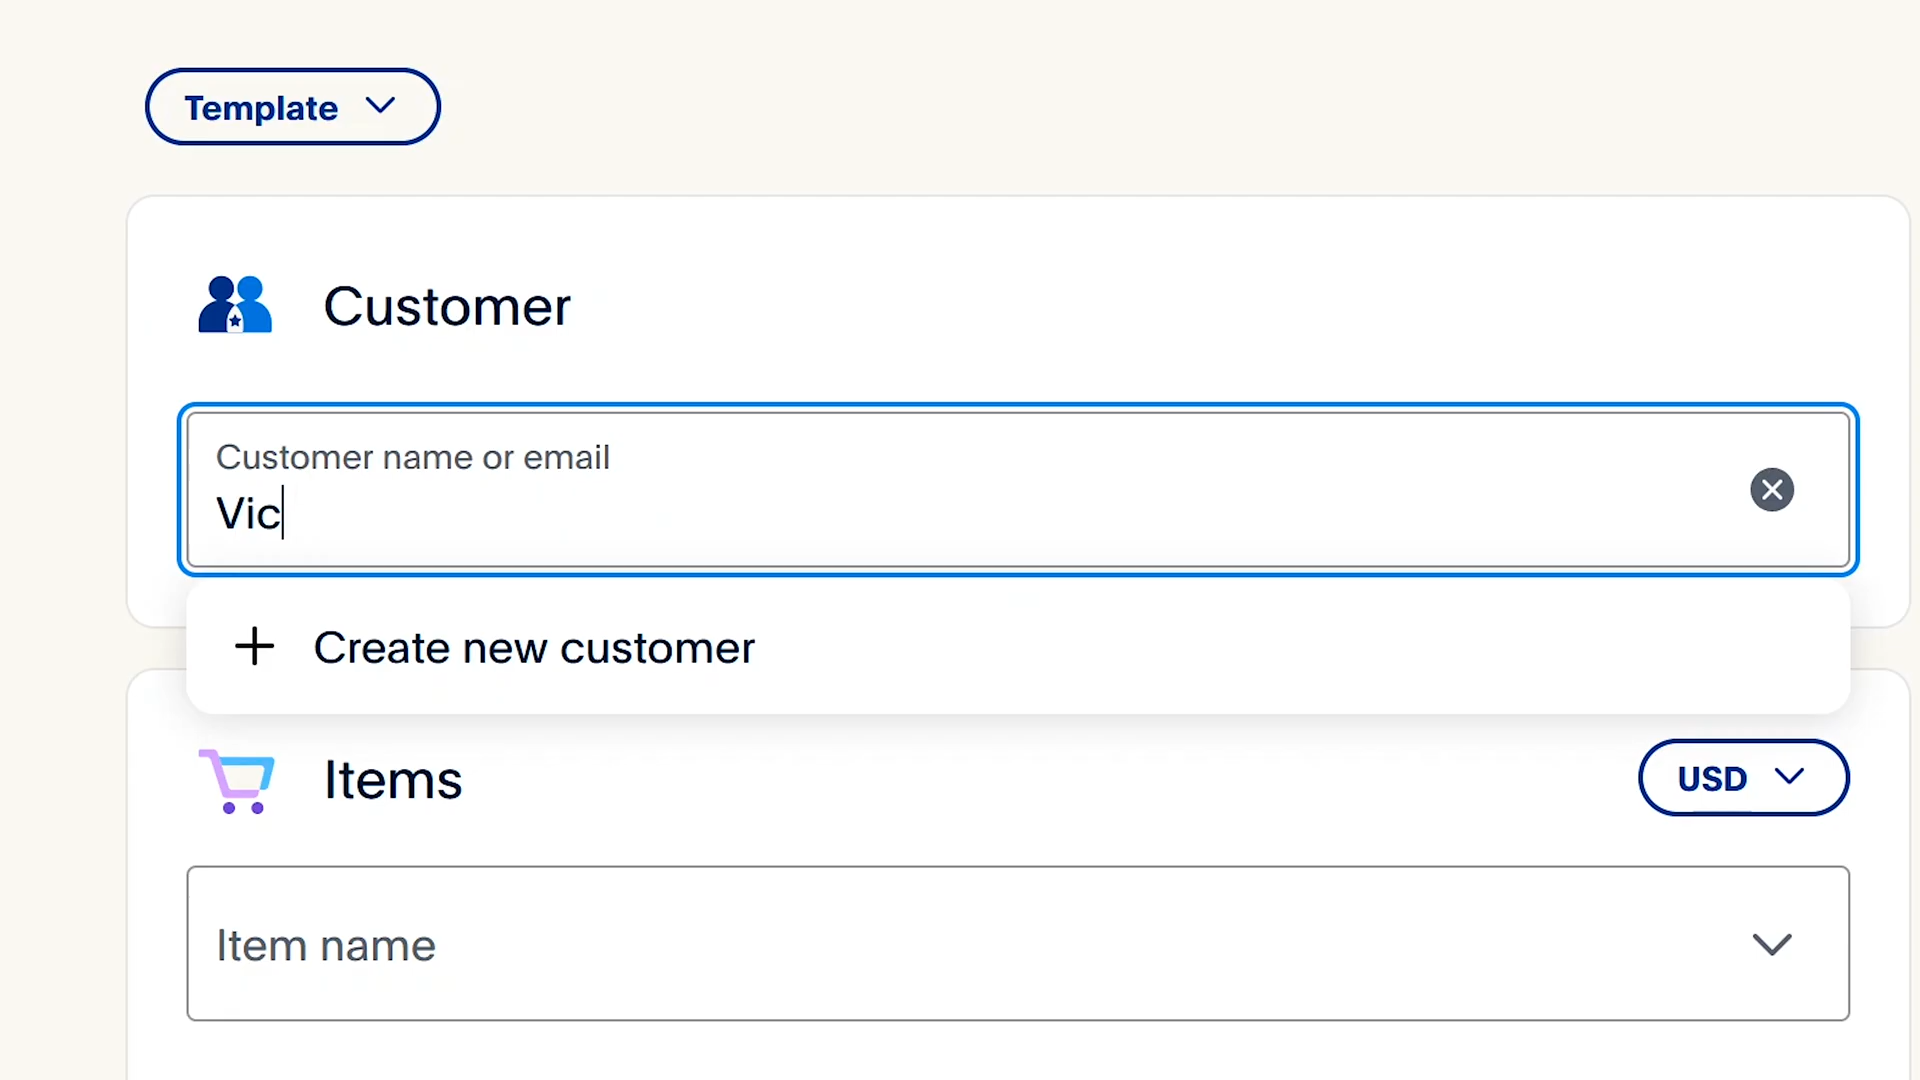 Template
Customer
Customer name or email
Vic
Create new customer
Items
USD
Item name